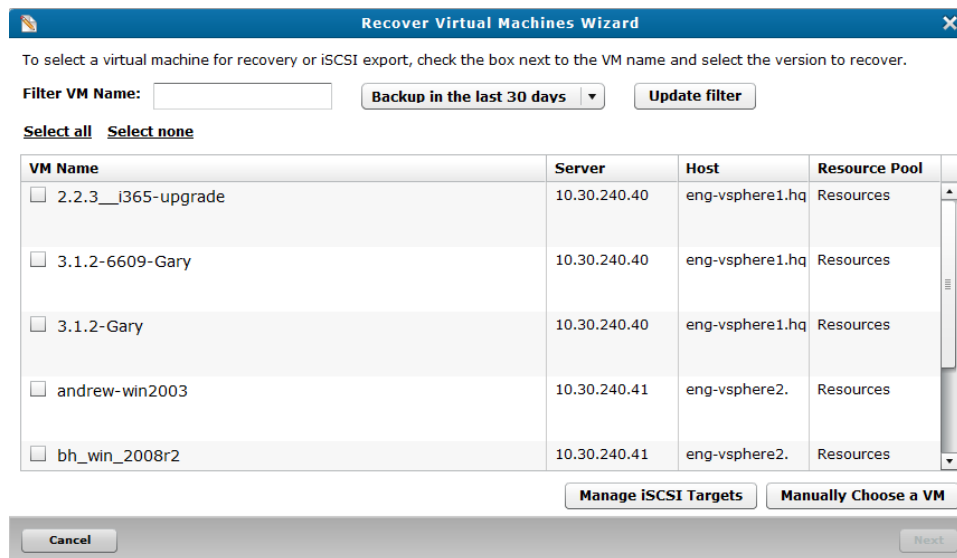 Recover Virtual Machines Wizard
To select a virtual machine for recovery or iSCSI export, check the box next to the VM name and select the version to recover.
Filter VM Name: Backup in the last 30 days Update filter
Select all Select none
VM Name Server Host Resource Pool
2.2.3__i365-upgrade 10.30.240.40 eng-vsphere1.hq Resources
3.1.2-6609-Gary 10.30.240.40 eng-vsphere1.hq Resources
3.1.2-Gary 10.30.240.40 eng-vsphere1.hq Resources
andrew-win2003 10.30.240.41 eng-vsphere2. Resources
bh_win_2008r2 10.30.240.41 eng-vsphere2. Resources
Manage iSCSI Targets Manually Choose a VM
Cancel Next